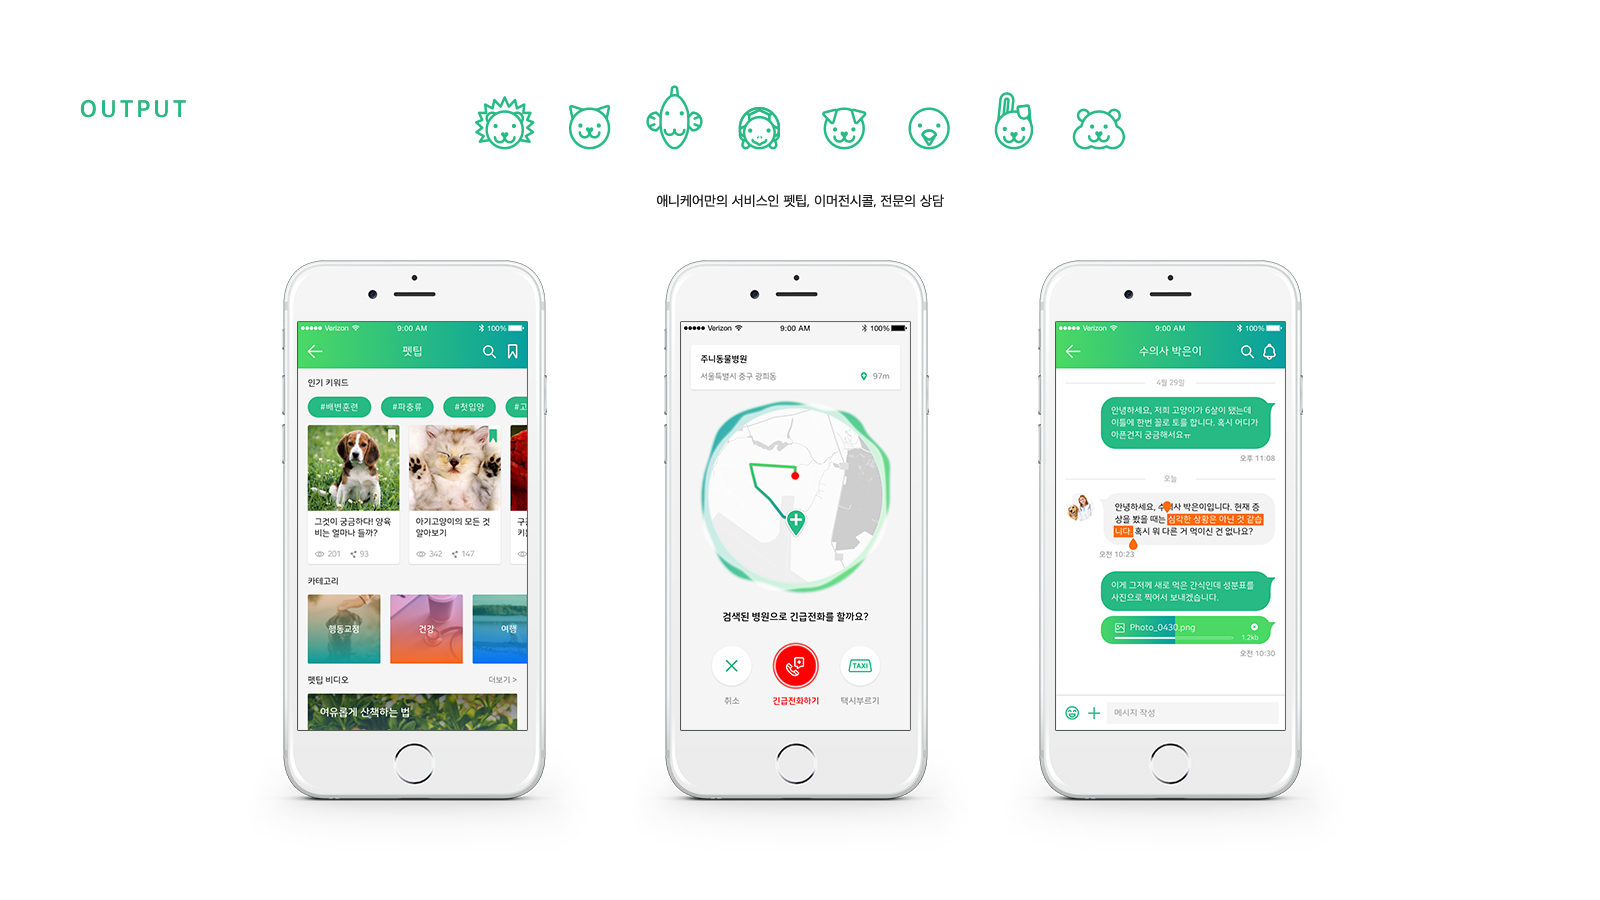 OUTPUT
애니케어만의 서비스인 펫팁, 이머전시콜, 전문의 상담
Verizon 9:00 AM 100%
펫팁
인기 키워드
#배변훈련 #파충류 #첫입양 #고
그것이 궁금하다! 양육
비는 얼마나 들까?
201 93
아기고양이의 모든 것
알아보기
342 147
구
키
카테고리
행동교정 건강 여행
펫팁 비디오 더보기 >
여유롭게 산책하는 법
Verizon 9:00 AM 100%
주니동물병원
서울특별시 중구 광희동 97m
검색된 병원으로 긴급전화를 할까요?
TAXI
취소 긴급전화하기 택시부르기
Verizon 9:00 AM 100%
수의사 박은이
4월 29일
안녕하세요, 저희 고양이가 6살이 됐는데
이틀에 한번 꼴로 토를 합니다. 혹시 어디가
아픈건지 궁금해서요ㅠ
오후 11:08
오늘
안녕하세요, 수의사 박은이입니다. 현재 증
상을 봤을 때는 심각한 상황은 아닌 것 같습
니다. 혹시 뭐 다른 거 먹이신 건 없나요?
오전 10:23
이게 그저께 새로 먹은 간식인데 성분표를
사진으로 찍어서 보내겠습니다.
Photo_0430.png
1.2kb
오전 10:30
메시지 작성